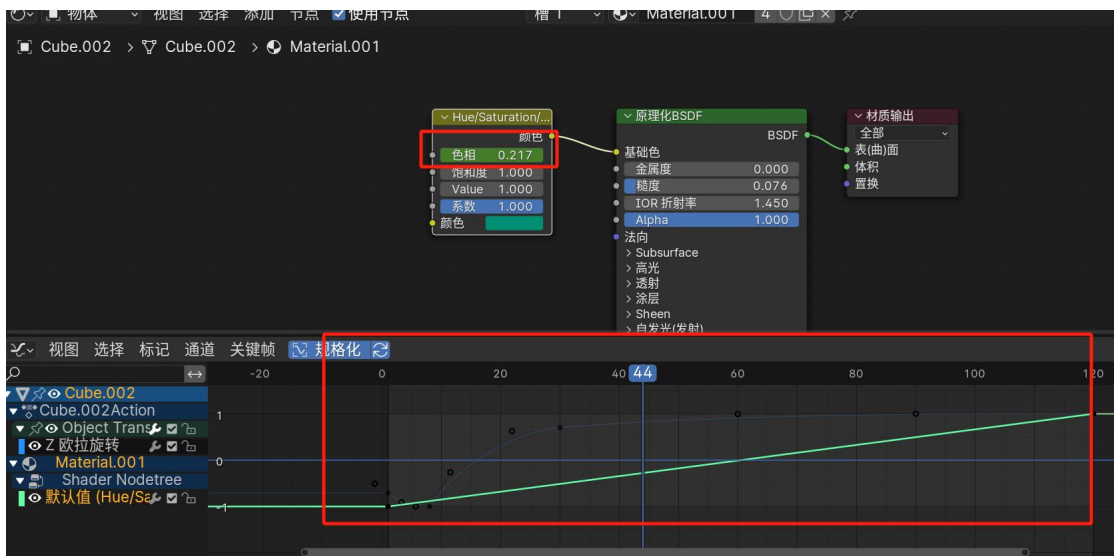 物体 视图 选择 添加 节点 使用节点 槽 1 Material.001 4
Cube.002 > Cube.002 > Material.001
Hue/Saturation/...
颜色
色相 0.217
饱和度 1.000
Value 1.000
系数 1.000
颜色
原理化BSDF
BSDF
基础色
金属度 0.000
糙度 0.076
IOR 折射率 1.450
Alpha 1.000
法向
> Subsurface
> 高光
> 透射
> 涂层
> Sheen
> 自发光(发射)
材质输出
全部
表(曲)面
体积
置换
视图 选择 标记 通道 关键帧 规格化
-20 0 20 40 44 60 80 100 120
Cube.002
Cube.002Action
Object Trans
Z 欧拉旋转
Material.001
Shader Nodetree
默认值 (Hue/Sa
1
0
-1